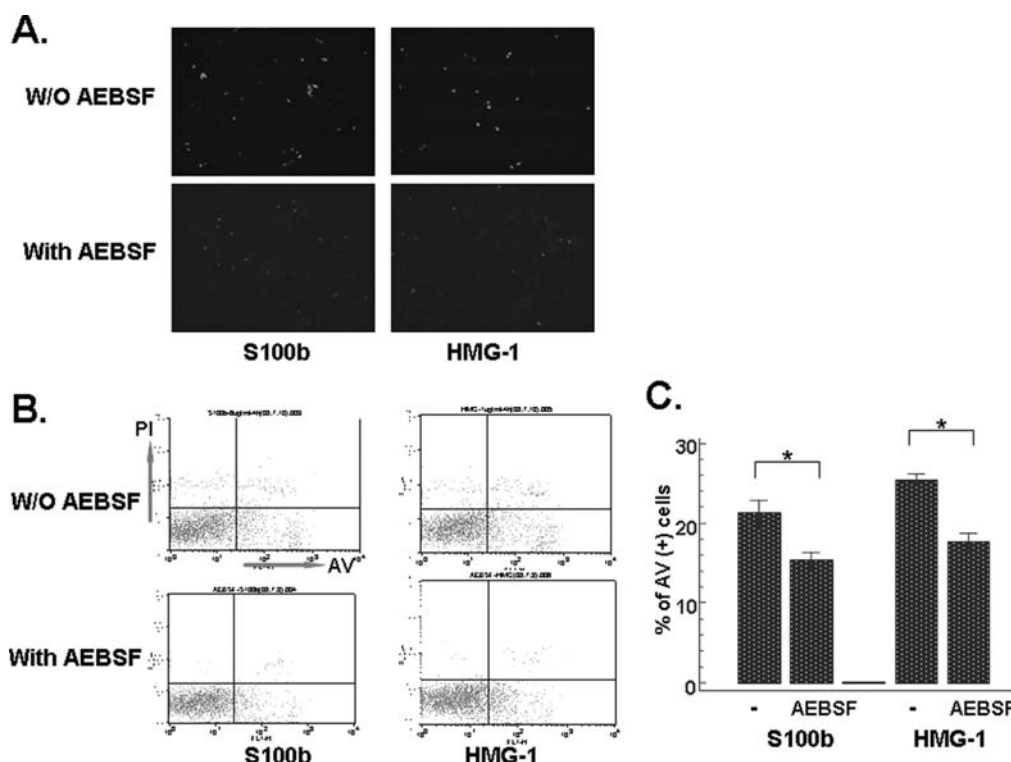 A.
W/O AEBSF
With AEBSF
S100b HMG-1
B.
PI
W/O AEBSF
AV
With AEBSF
S100b HMG-1
C.
* *
% of AV (+) cells
30
20
10
0
- AEBSF - AEBSF
S100b HMG-1